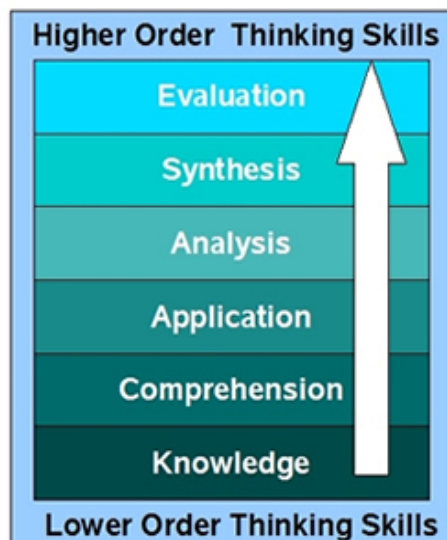 Higher Order Thinking Skills
Evaluation
Synthesis
Analysis
Application
Comprehension
Knowledge
Lower Order Thinking Skills